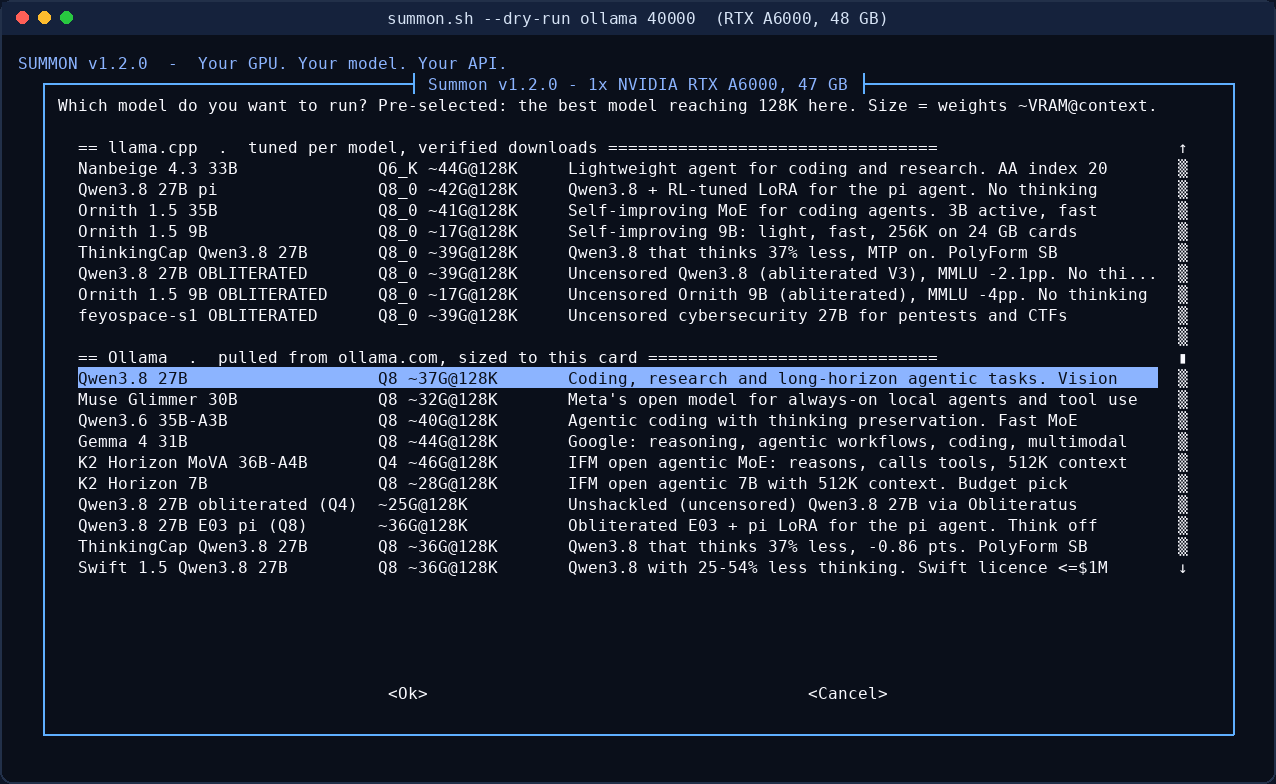 summon.sh --dry-run ollama 40000  (RTX A6000, 48 GB)
SUMMON v1.2.0  -  Your GPU. Your model. Your API.
Summon v1.2.0 - 1x NVIDIA RTX A6000, 47 GB
Which model do you want to run? Pre-selected: the best model reaching 128K here. Size = weights ~VRAM@context.
== llama.cpp  .  tuned per model, verified downloads ================================= ↑
Nanbeige 4.3 33B              Q6_K ~44G@128K     Lightweight agent for coding and research. AA index 20
Qwen3.8 27B pi                Q8_0 ~42G@128K     Qwen3.8 + RL-tuned LoRA for the pi agent. No thinking
Ornith 1.5 35B                Q8_0 ~41G@128K     Self-improving MoE for coding agents. 3B active, fast
Ornith 1.5 9B                 Q8_0 ~17G@128K     Self-improving 9B: light, fast, 256K on 24 GB cards
ThinkingCap Qwen3.8 27B       Q8_0 ~39G@128K     Qwen3.8 that thinks 37% less, MTP on. PolyForm SB
Qwen3.8 27B OBLITERATED       Q8_0 ~39G@128K     Uncensored Qwen3.8 (abliterated V3), MMLU -2.1pp. No thi...
Ornith 1.5 9B OBLITERATED     Q8_0 ~17G@128K     Uncensored Ornith 9B (abliterated), MMLU -4pp. No thinking
feyospace-s1 OBLITERATED      Q8_0 ~39G@128K     Uncensored cybersecurity 27B for pentests and CTFs
== Ollama  .  pulled from ollama.com, sized to this card =============================
Qwen3.8 27B                   Q8 ~37G@128K       Coding, research and long-horizon agentic tasks. Vision
Muse Glimmer 30B              Q8 ~32G@128K       Meta's open model for always-on local agents and tool use
Qwen3.6 35B-A3B               Q8 ~40G@128K       Agentic coding with thinking preservation. Fast MoE
Gemma 4 31B                   Q8 ~44G@128K       Google: reasoning, agentic workflows, coding, multimodal
K2 Horizon MoVA 36B-A4B       Q4 ~46G@128K       IFM open agentic MoE: reasons, calls tools, 512K context
K2 Horizon 7B                 Q8 ~28G@128K       IFM open agentic 7B with 512K context. Budget pick
Qwen3.8 27B obliterated (Q4)  ~25G@128K          Unshackled (uncensored) Qwen3.8 27B via Obliteratus
Qwen3.8 27B E03 pi (Q8)       ~36G@128K          Obliterated E03 + pi LoRA for the pi agent. Think off
ThinkingCap Qwen3.8 27B       Q8 ~36G@128K       Qwen3.8 that thinks 37% less, -0.86 pts. PolyForm SB
Swift 1.5 Qwen3.8 27B         Q8 ~36G@128K       Qwen3.8 with 25-54% less thinking. Swift licence <=$1M ↓
<Ok>                                      <Cancel>